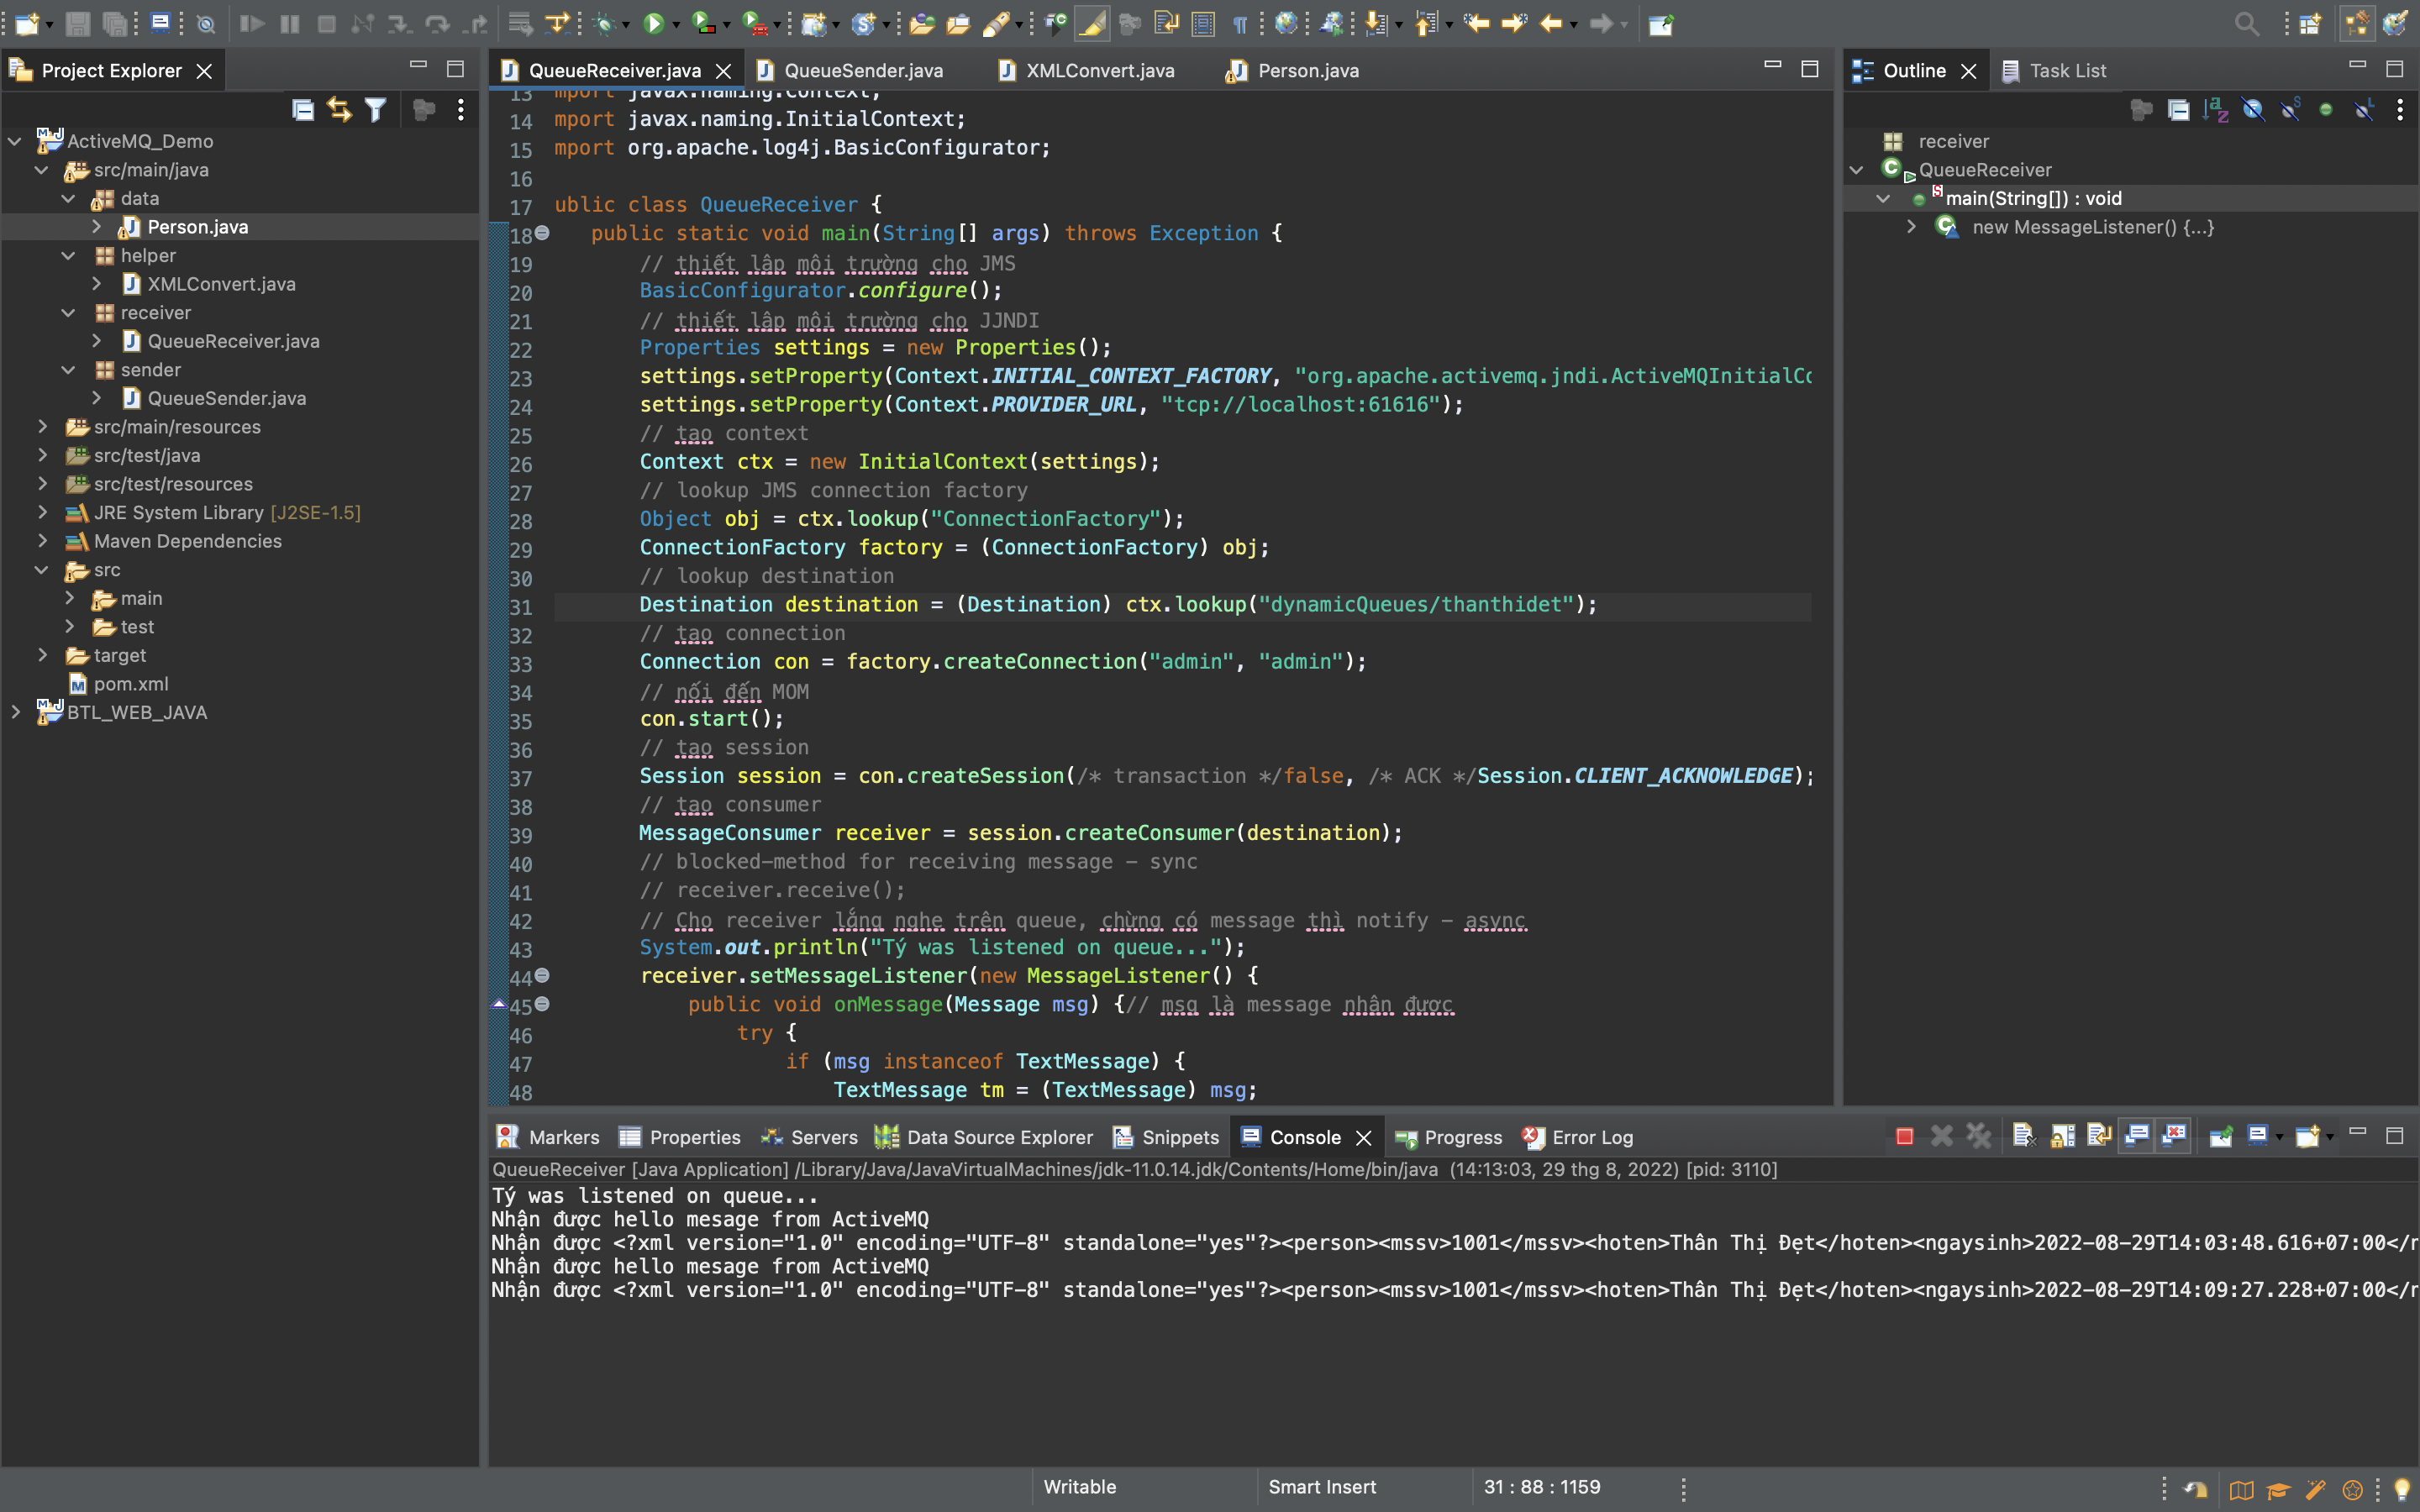 Project Explorer
ActiveMQ_Demo
src/main/java
data
Person.java
helper
XMLConvert.java
receiver
QueueReceiver.java
sender
QueueSender.java
src/main/resources
src/test/java
src/test/resources
JRE System Library [J2SE-1.5]
Maven Dependencies
src
main
test
target
pom.xml
BTL_WEB_JAVA
QueueReceiver.java QueueSender.java XMLConvert.java Person.java
13 mport javax.naming.Context;
14 mport javax.naming.InitialContext;
15 mport org.apache.log4j.BasicConfigurator;
16
17 ublic class QueueReceiver {
18 public static void main(String[] args) throws Exception {
19 // thiết lập môi trường cho JMS
20 BasicConfigurator.configure();
21 // thiết lập môi trường cho JJNDI
22 Properties settings = new Properties();
23 settings.setProperty(Context.INITIAL_CONTEXT_FACTORY, "org.apache.activemq.jndi.ActiveMQInitialCo
24 settings.setProperty(Context.PROVIDER_URL, "tcp://localhost:61616");
25 // tạo context
26 Context ctx = new InitialContext(settings);
27 // lookup JMS connection factory
28 Object obj = ctx.lookup("ConnectionFactory");
29 ConnectionFactory factory = (ConnectionFactory) obj;
30 // lookup destination
31 Destination destination = (Destination) ctx.lookup("dynamicQueues/thanthidet");
32 // tạo connection
33 Connection con = factory.createConnection("admin", "admin");
34 // nối đến MOM
35 con.start();
36 // tạo session
37 Session session = con.createSession(/* transaction */false, /* ACK */Session.CLIENT_ACKNOWLEDGE);
38 // tạo consumer
39 MessageConsumer receiver = session.createConsumer(destination);
40 // blocked-method for receiving message - sync
41 // receiver.receive();
42 // Cho receiver lắng nghe trên queue, chừng có message thì notify - async
43 System.out.println("Tý was listened on queue...");
44 receiver.setMessageListener(new MessageListener() {
45 public void onMessage(Message msg) {// msg là message nhận được
46 try {
47 if (msg instanceof TextMessage) {
48 TextMessage tm = (TextMessage) msg;
Outline Task List
receiver
QueueReceiver
main(String[]) : void
new MessageListener() {...}
Markers Properties Servers Data Source Explorer Snippets Console Progress Error Log
QueueReceiver [Java Application] /Library/Java/JavaVirtualMachines/jdk-11.0.14.jdk/Contents/Home/bin/java (14:13:03, 29 thg 8, 2022) [pid: 3110]
Tý was listened on queue...
Nhận được hello mesage from ActiveMQ
Nhận được <?xml version="1.0" encoding="UTF-8" standalone="yes"?><person><mssv>1001</mssv><hoten>Thân Thị Đẹt</hoten><ngaysinh>2022-08-29T14:03:48.616+07:00</n
Nhận được hello mesage from ActiveMQ
Nhận được <?xml version="1.0" encoding="UTF-8" standalone="yes"?><person><mssv>1001</mssv><hoten>Thân Thị Đẹt</hoten><ngaysinh>2022-08-29T14:09:27.228+07:00</n
Writable Smart Insert 31 : 88 : 1159